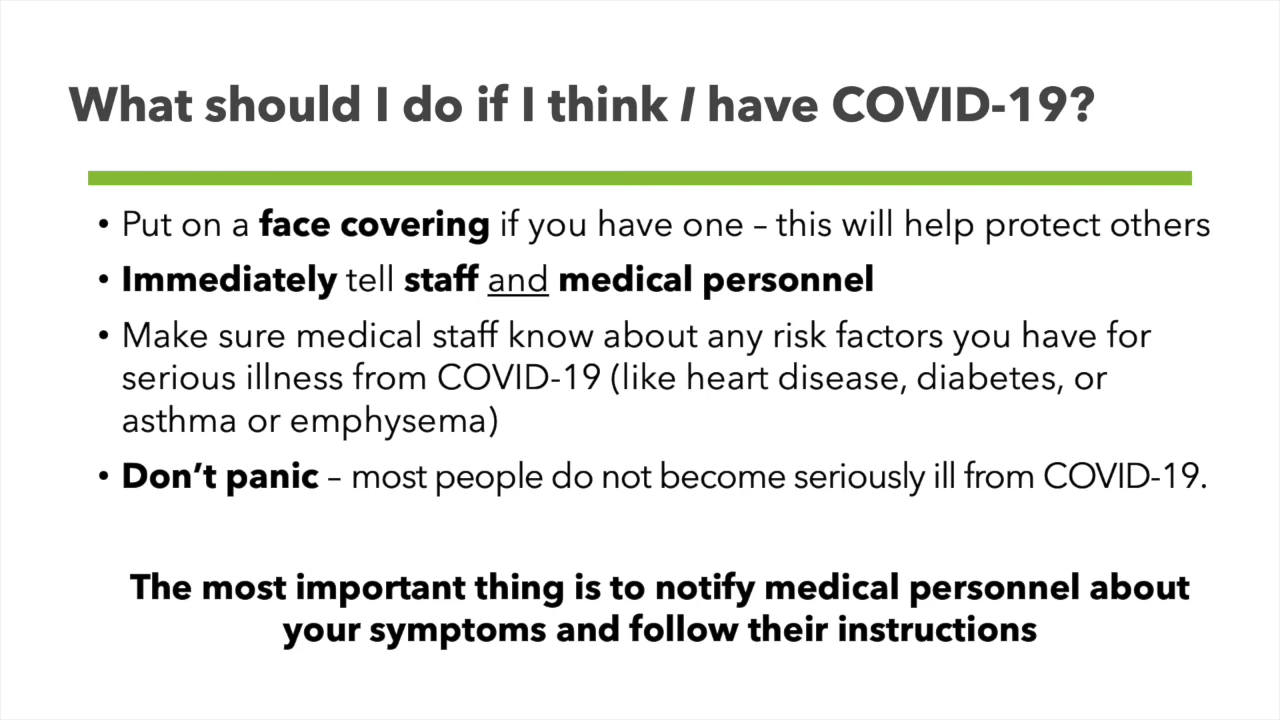 What should I do if I think I have COVID-19?
• Put on a face covering if you have one – this will help protect others
• Immediately tell staff and medical personnel
• Make sure medical staff know about any risk factors you have for
serious illness from COVID-19 (like heart disease, diabetes, or
asthma or emphysema)
• Don’t panic – most people do not become seriously ill from COVID-19.
The most important thing is to notify medical personnel about
your symptoms and follow their instructions